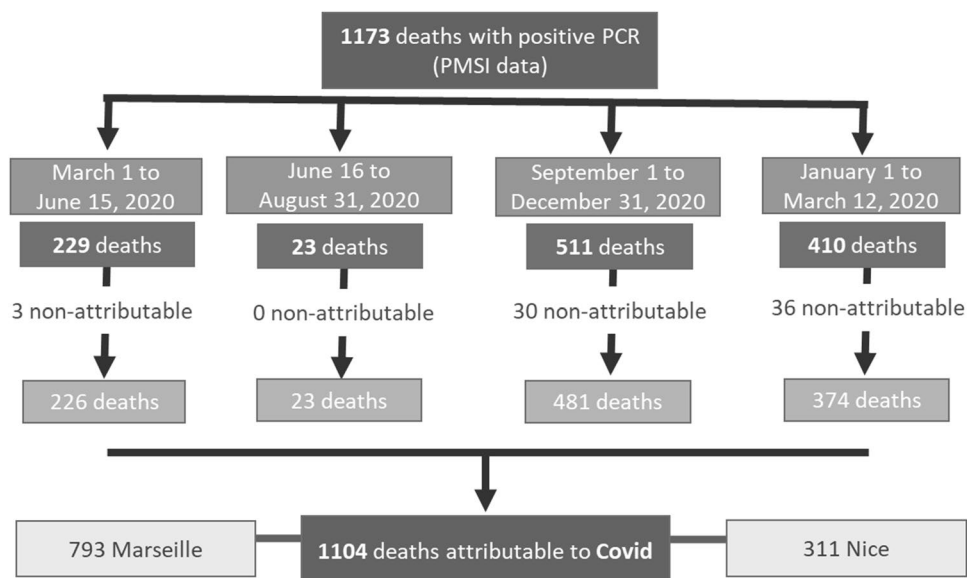 1173 deaths with positive PCR
(PMSI data)
March 1 to
June 15, 2020
June 16 to
August 31, 2020
September 1 to
December 31, 2020
January 1 to
March 12, 2020
229 deaths
23 deaths
511 deaths
410 deaths
3 non-attributable
0 non-attributable
30 non-attributable
36 non-attributable
226 deaths
23 deaths
481 deaths
374 deaths
793 Marseille
1104 deaths attributable to Covid
311 Nice